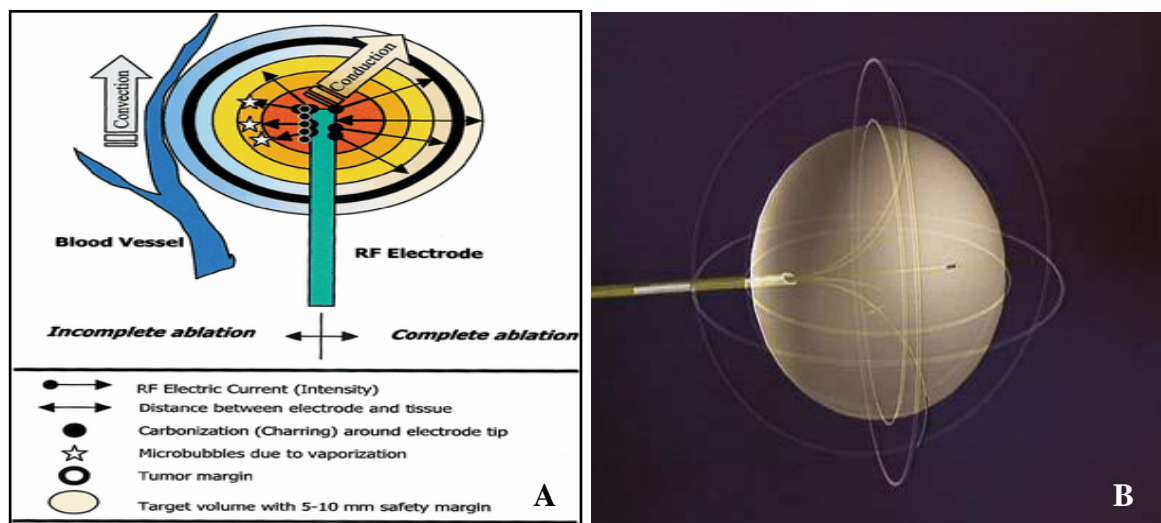 Convection
Conduction
Blood Vessel
RF Electrode
Incomplete ablation
Complete ablation
RF Electric Current (Intensity)
Distance between electrode and tissue
Carbonization (Charring) around electrode tip
Microbubbles due to vaporization
Tumor margin
Target volume with 5-10 mm safety margin
A
B